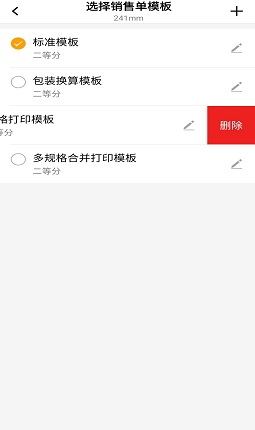 选择销售单模板
241mm
标准模板
二等分
包装换算模板
二等分
格打印模板
等分
删除
多规格合并打印模板
二等分